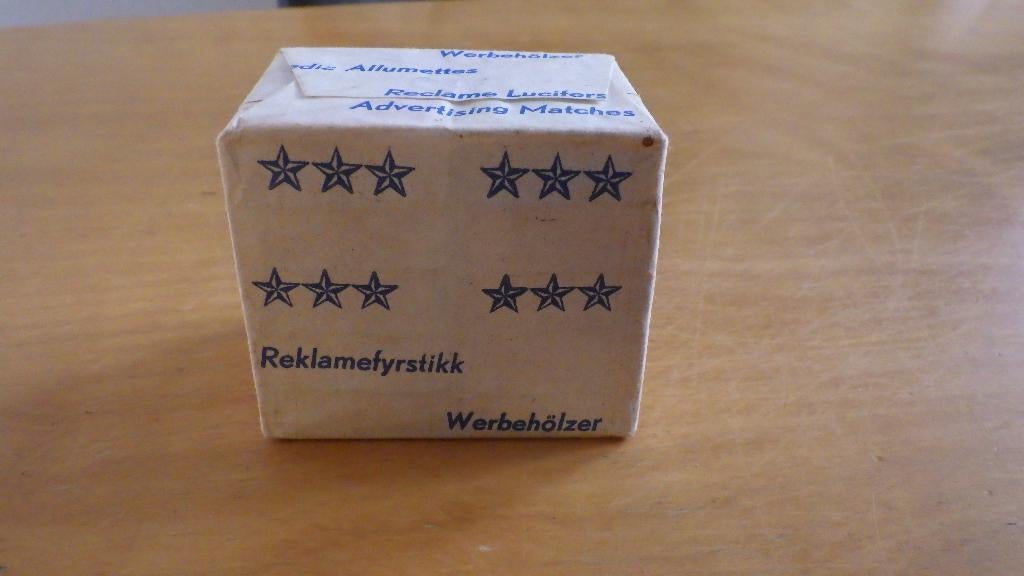 Werbehölzer
Allumettes
Reclame Lucifers
Advertising Matches
Reklamefyrstikk
Werbehölzer